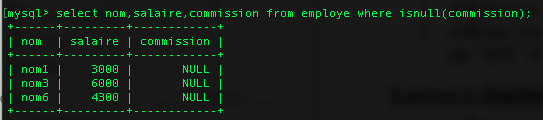 [mysql> select nom,salaire,commission from employe where isnull(commission);
+------+---------+------------+
| nom  | salaire | commission |
+------+---------+------------+
| nom1 |    3000 |       NULL |
| nom3 |    6000 |       NULL |
| nom6 |    4300 |       NULL |
+------+---------+------------+